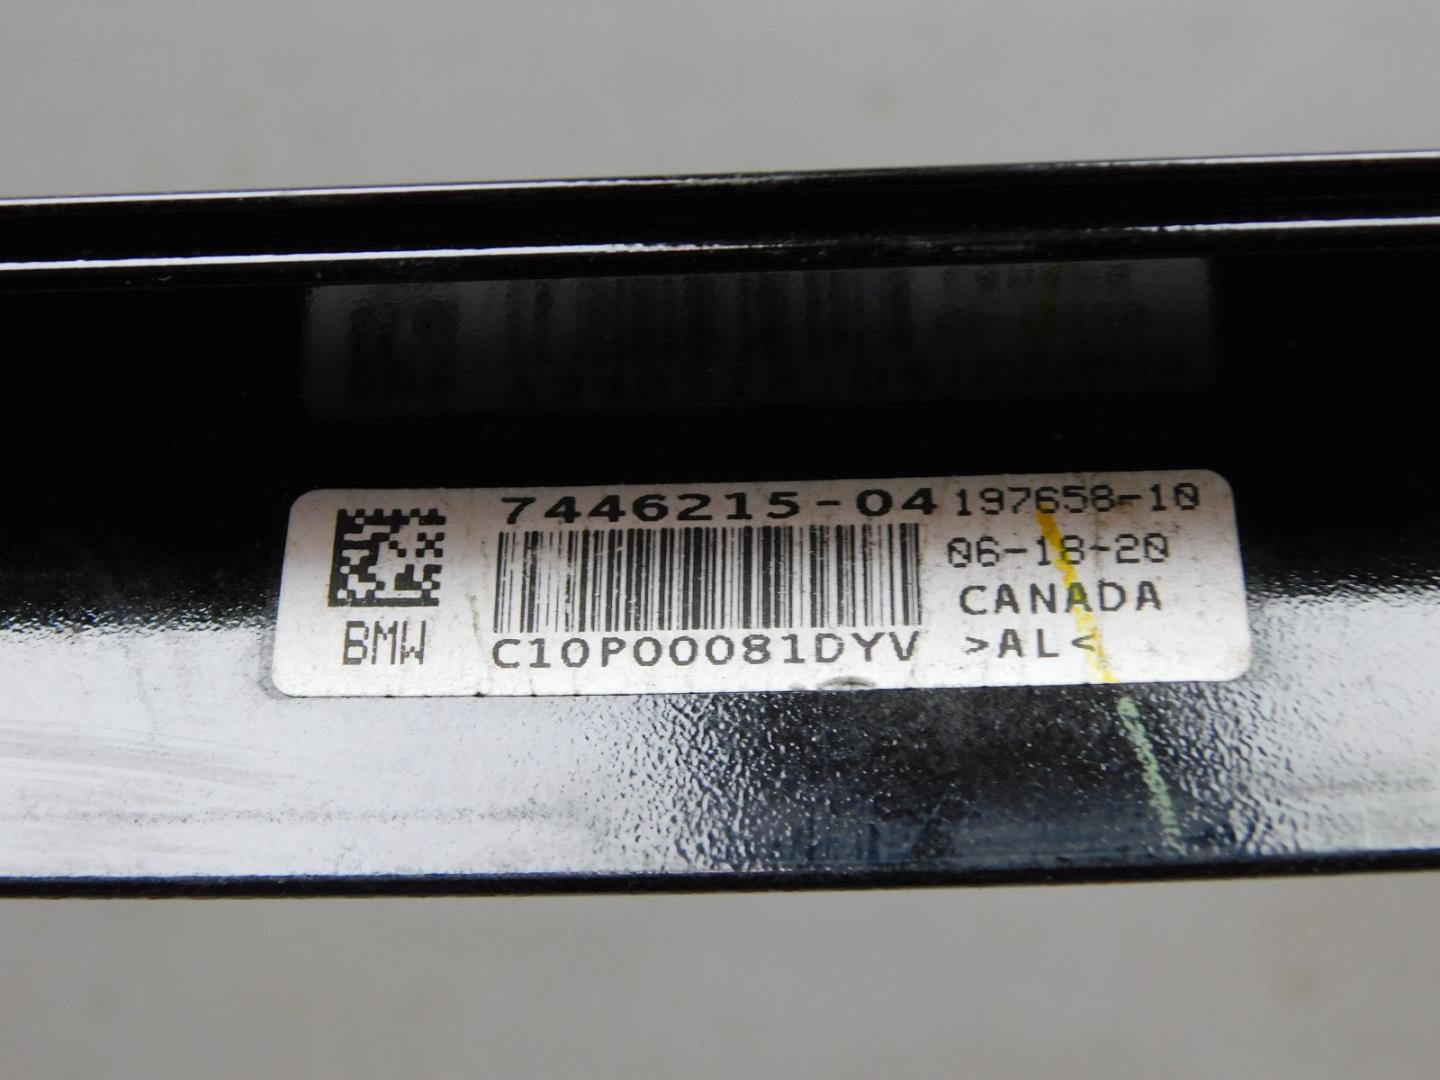 7446215-04 197658-10
06-18-20
CANADA
BMW C10P00081DYV >AL<